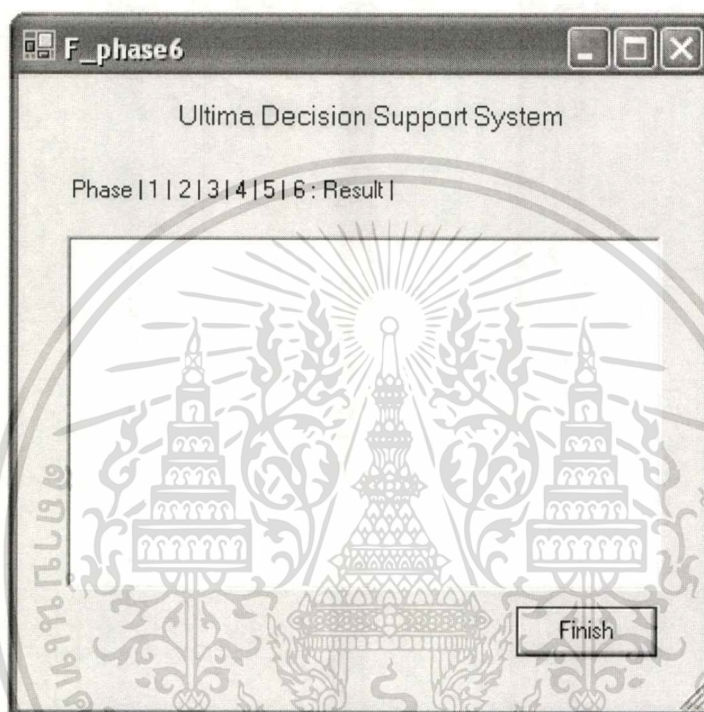 F_phase6
Ultima Decision Support System
Phase | 1 | 2 | 3 | 4 | 5 | 6 : Result |
Finish